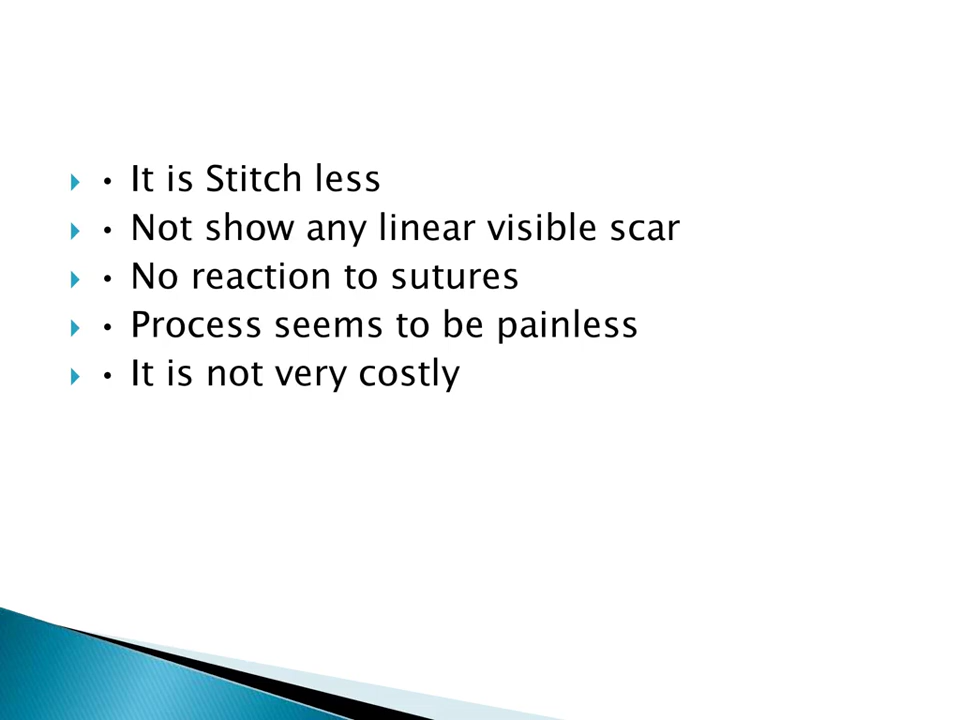 • It is Stitch less
• Not show any linear visible scar
• No reaction to sutures
• Process seems to be painless
• It is not very costly